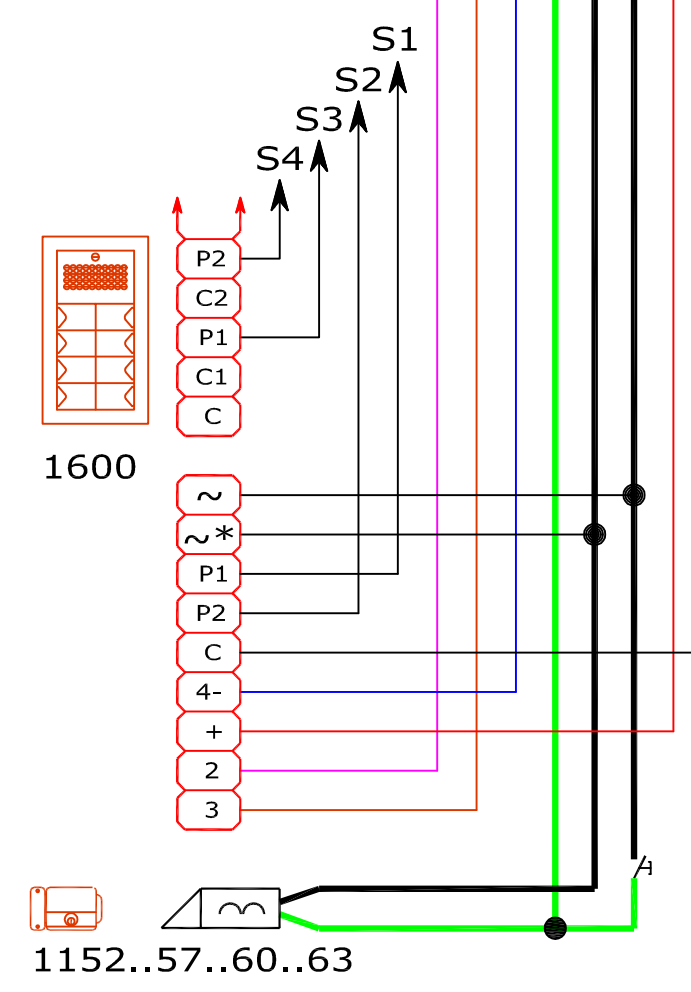 S1
S2
S3
S4
P2
C2
P1
C1
C
1600
~
~*
P1
P2
C
4-
+
2
3
1152..57..60..63